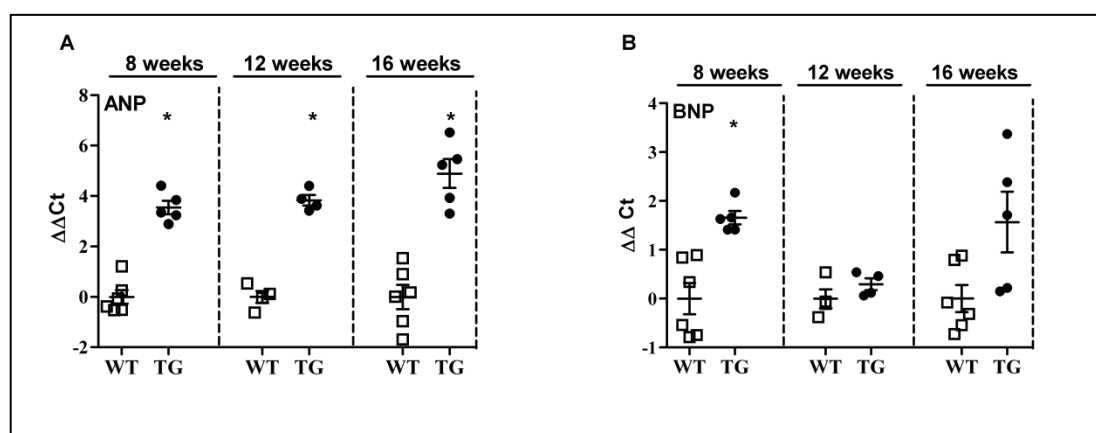 A
8 weeks 12 weeks 16 weeks
ANP
* * *
ΔΔCt
8
6
4
2
0
-2
WT TG WT TG WT TG
B
8 weeks 12 weeks 16 weeks
BNP
*
ΔΔ Ct
4
3
2
1
0
-1
WT TG WT TG WT TG